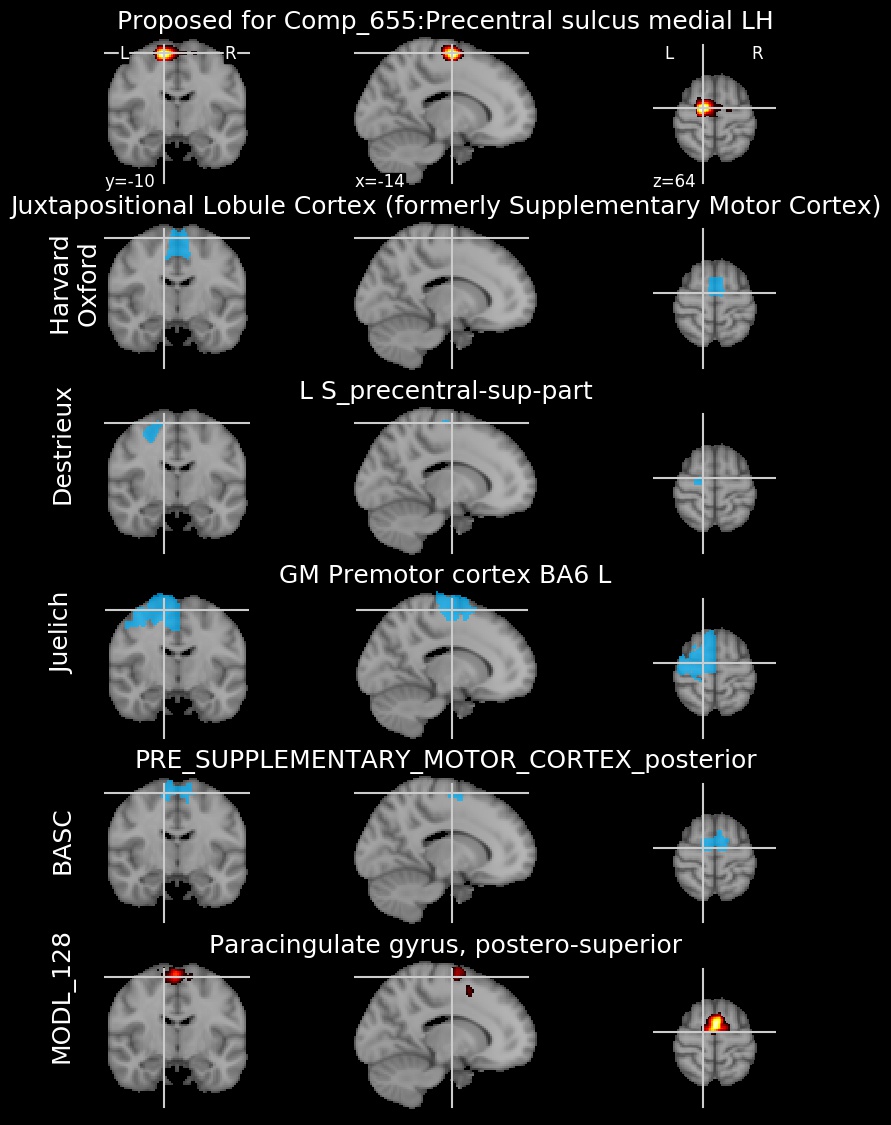 Proposed for Comp_655:Precentral sulcus medial LH
L R
L R
y=-10 x=-14 z=64
Juxtapositional Lobule Cortex (formerly Supplementary Motor Cortex)
Harvard
Oxford
L S_precentral-sup-part
Destrieux
GM Premotor cortex BA6 L
Juelich
PRE_SUPPLEMENTARY_MOTOR_CORTEX_posterior
BASC
Paracingulate gyrus, postero-superior
MODL_128